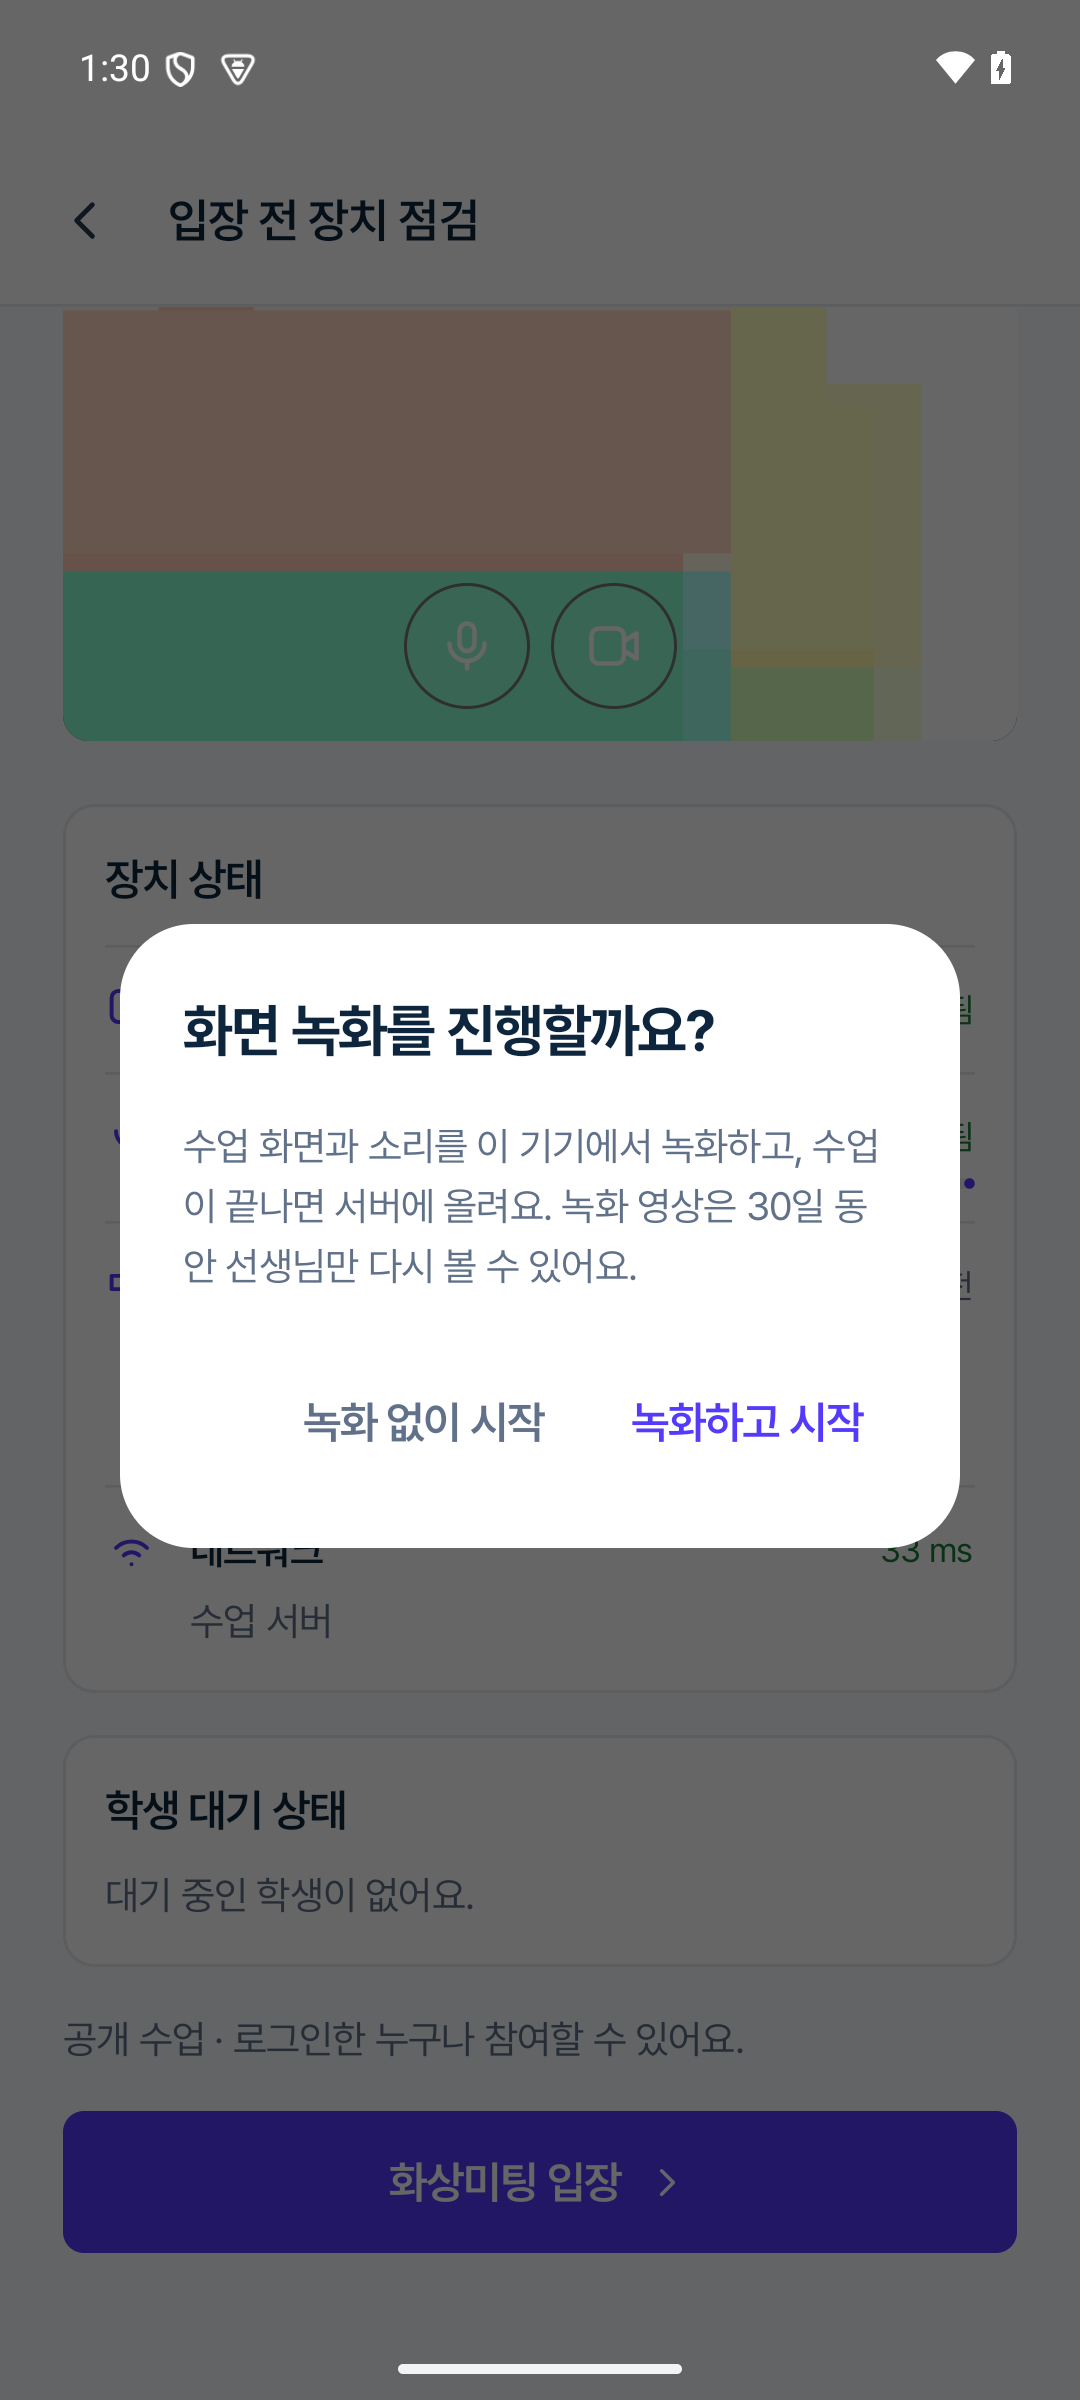 1:30
입장 전 장치 점검
장치 상태
화면 녹화를 진행할까요?
수업 화면과 소리를 이 기기에서 녹화하고, 수업
이 끝나면 서버에 올려요. 녹화 영상은 30일 동
안 선생님만 다시 볼 수 있어요.
녹화 없이 시작
녹화하고 시작
네트워크
33 ms
수업 서버
학생 대기 상태
대기 중인 학생이 없어요.
공개 수업 · 로그인한 누구나 참여할 수 있어요.
화상미팅 입장